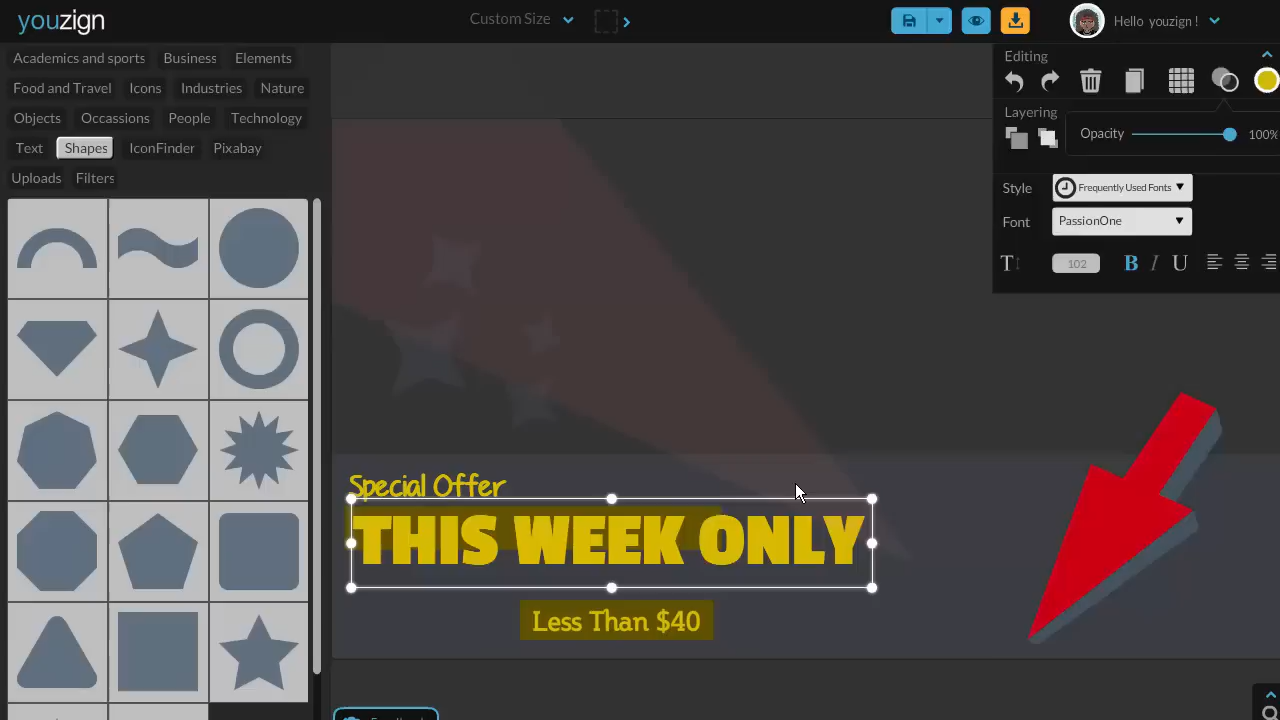 youzign
Custom Size
Hello youzign !
Academics and sports Business Elements
Food and Travel Icons Industries Nature
Objects Occassions People Technology
Text Shapes IconFinder Pixabay
Uploads Filters
Editing
Layering
Opacity 100%
Style Frequently Used Fonts
Font PassionOne
T 102 B I U
Special Offer
THIS WEEK ONLY
Less Than $40